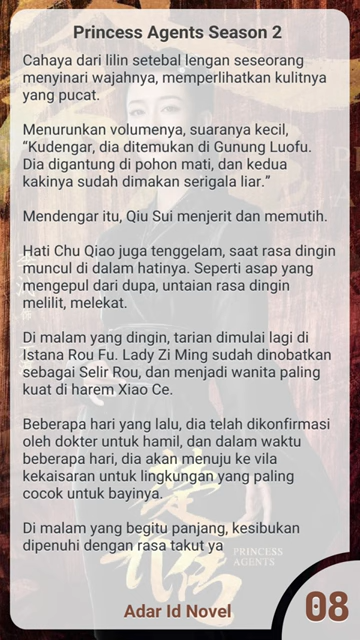 Princess Agents Season 2
Cahaya dari lilin setebal lengan seseorang
menyinari wajahnya, memperlihatkan kulitnya
yang pucat.
Menurunkan volumenya, suaranya kecil,
“Kudengar, dia ditemukan di Gunung Luofu.
Dia digantung di pohon mati, dan kedua
kakinya sudah dimakan serigala liar.”
Mendengar itu, Qiu Sui menjerit dan memutih.
Hati Chu Qiao juga tenggelam, saat rasa dingin
muncul di dalam hatinya. Seperti asap yang
mengepul dari dupa, untaian rasa dingin
melilit, melekat.
Di malam yang dingin, tarian dimulai lagi di
Istana Rou Fu. Lady Zi Ming sudah dinobatkan
sebagai Selir Rou, dan menjadi wanita paling
kuat di harem Xiao Ce.
Beberapa hari yang lalu, dia telah dikonfirmasi
oleh dokter untuk hamil, dan dalam waktu
beberapa hari, dia akan menuju ke vila
kekaisaran untuk lingkungan yang paling
cocok untuk bayinya.
Di malam yang begitu panjang, kesibukan
dipenuhi dengan rasa takut ya
PRINCESS
AGENTS
Adar Id Novel
08